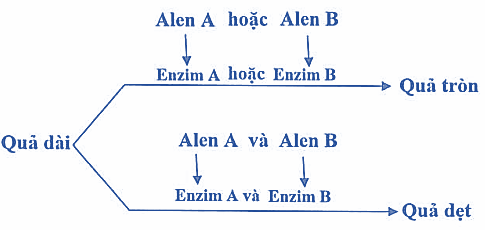 Alen A hoặc Alen B
Enzim A hoặc Enzim B
Quả tròn
Quả dài
Alen A và Alen B
Enzim A và Enzim B
Quả dẹt